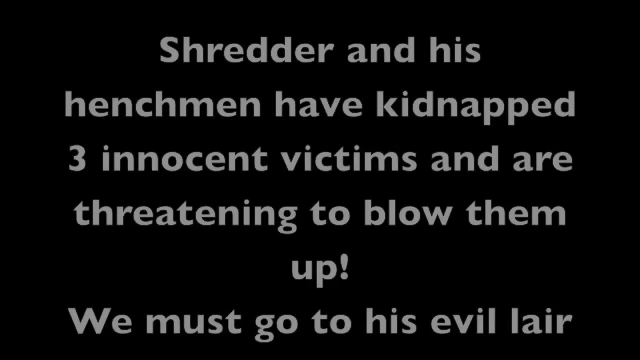 Shredder and his
henchmen have kidnapped
3 innocent victims and are
threatening to blow them
up!
We must go to his evil lair